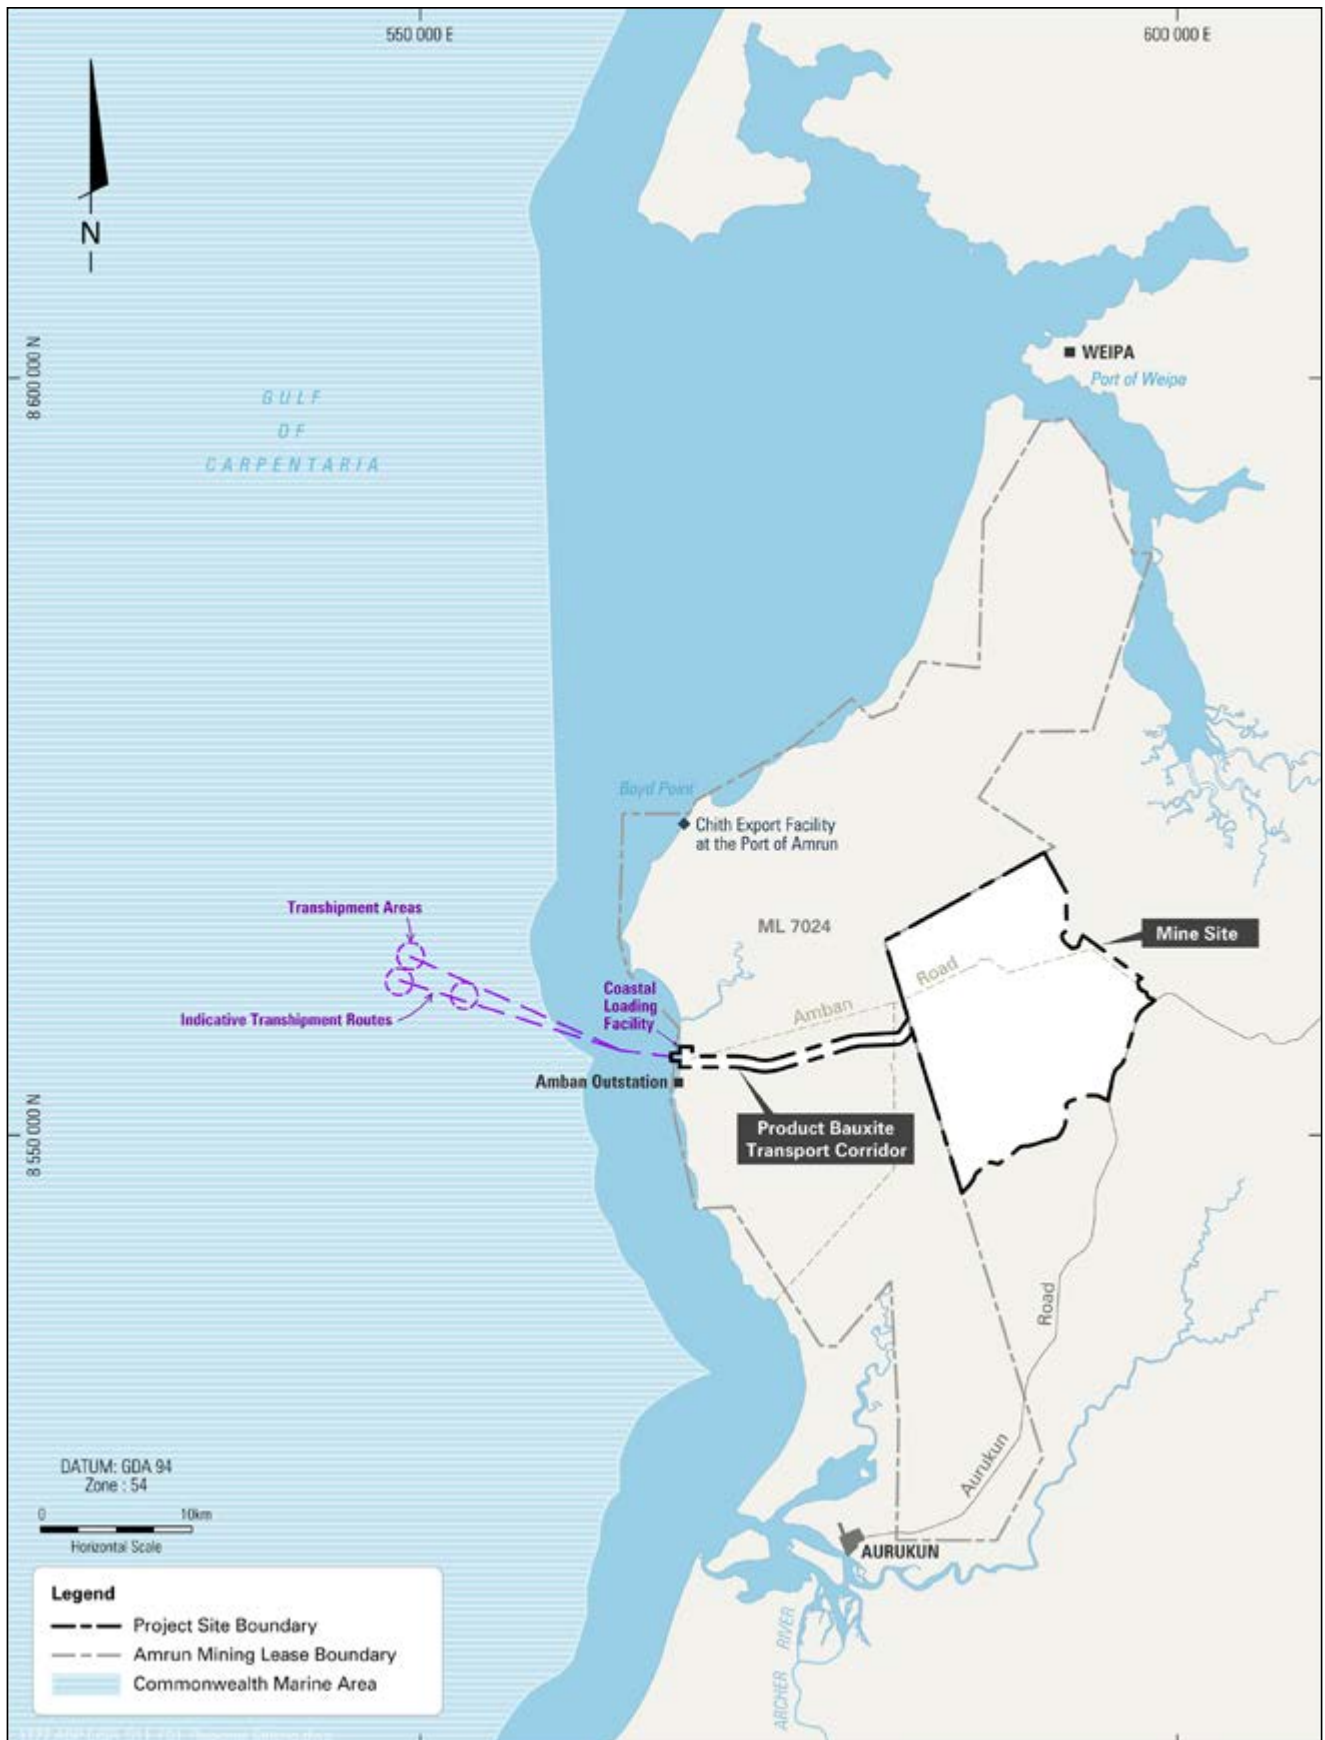 550 000 E
600 000 E
N
8 600 000 N
GULF
OF
CARPENTARIA
WEIPA
Port of Weipa
Boyd Point
Chith Export Facility
at the Port of Amrun
Transhipment Areas
ML 7024
Mine Site
Road
Amban
Coastal
Loading
Facility
Indicative Transhipment Routes
Amban Outstation
8 550 000 N
Product Bauxite
Transport Corridor
Road
Aurukun
AURUKUN
ARCHER RIVER
DATUM: GDA 94
Zone : 54
0 10km
Horizontal Scale
Legend
Project Site Boundary
Amrun Mining Lease Boundary
Commonwealth Marine Area